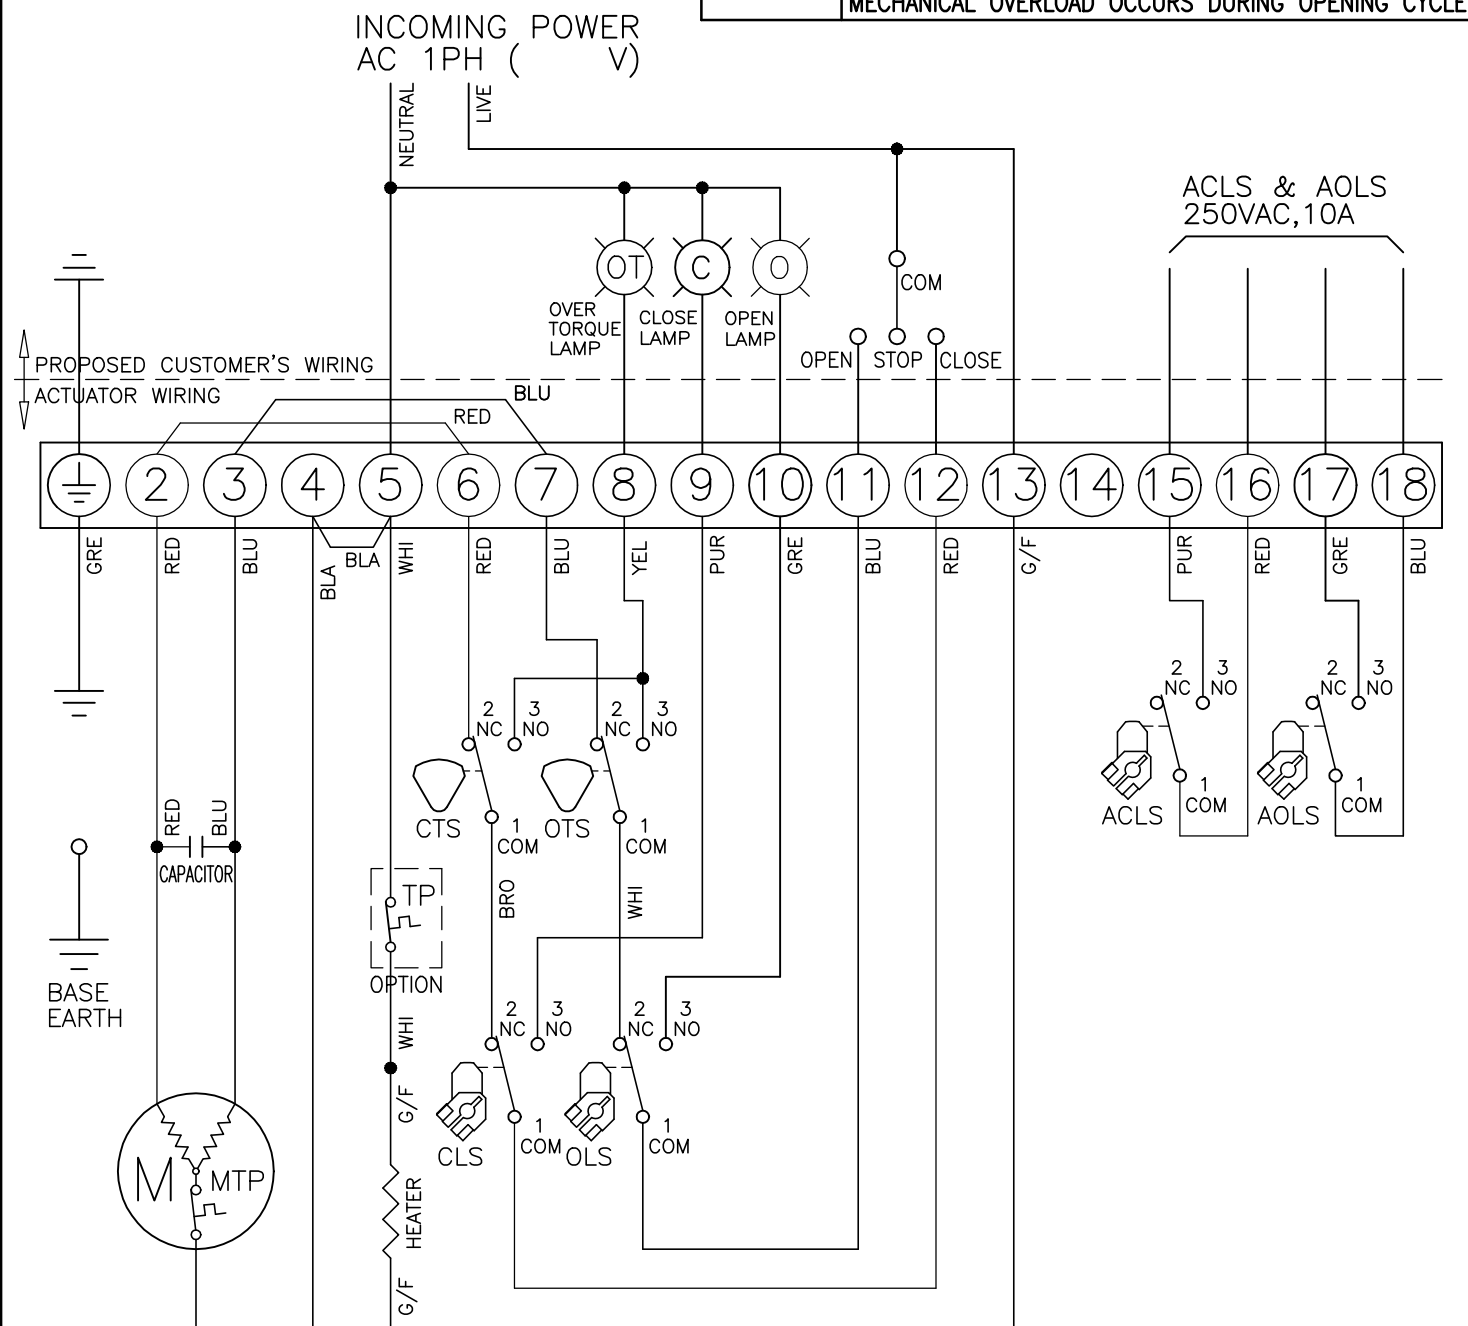 MECHANICAL OVERLOAD OCCURS DURING OPENING CYCLE
INCOMING POWER
AC 1PH ( V)
NEUTRAL
LIVE
ACLS & AOLS
250VAC,10A
OT
C
O
COM
OVER
TORQUE
LAMP
CLOSE
LAMP
OPEN
LAMP
OPEN
STOP
CLOSE
PROPOSED CUSTOMER'S WIRING
ACTUATOR WIRING
BLU
RED
2
3
4
5
6
7
8
9
10
11
12
13
14
15
16
17
18
GRE
RED
BLU
BLA
BLA
WHI
RED
BLU
YEL
PUR
GRE
BLU
RED
G/F
PUR
RED
GRE
BLU
2
NC
3
NO
2
NC
3
NO
2
NC
3
NO
2
NC
3
NO
1
COM
ACLS
1
COM
AOLS
RED
BLU
CAPACITOR
CTS
1
COM
OTS
1
COM
TP
OPTION
BRO
WHI
BASE
EARTH
WHI
2
NC
3
NO
2
NC
3
NO
G/F
CLS
1
COM
OLS
1
COM
M
MTP
HEATER
G/F